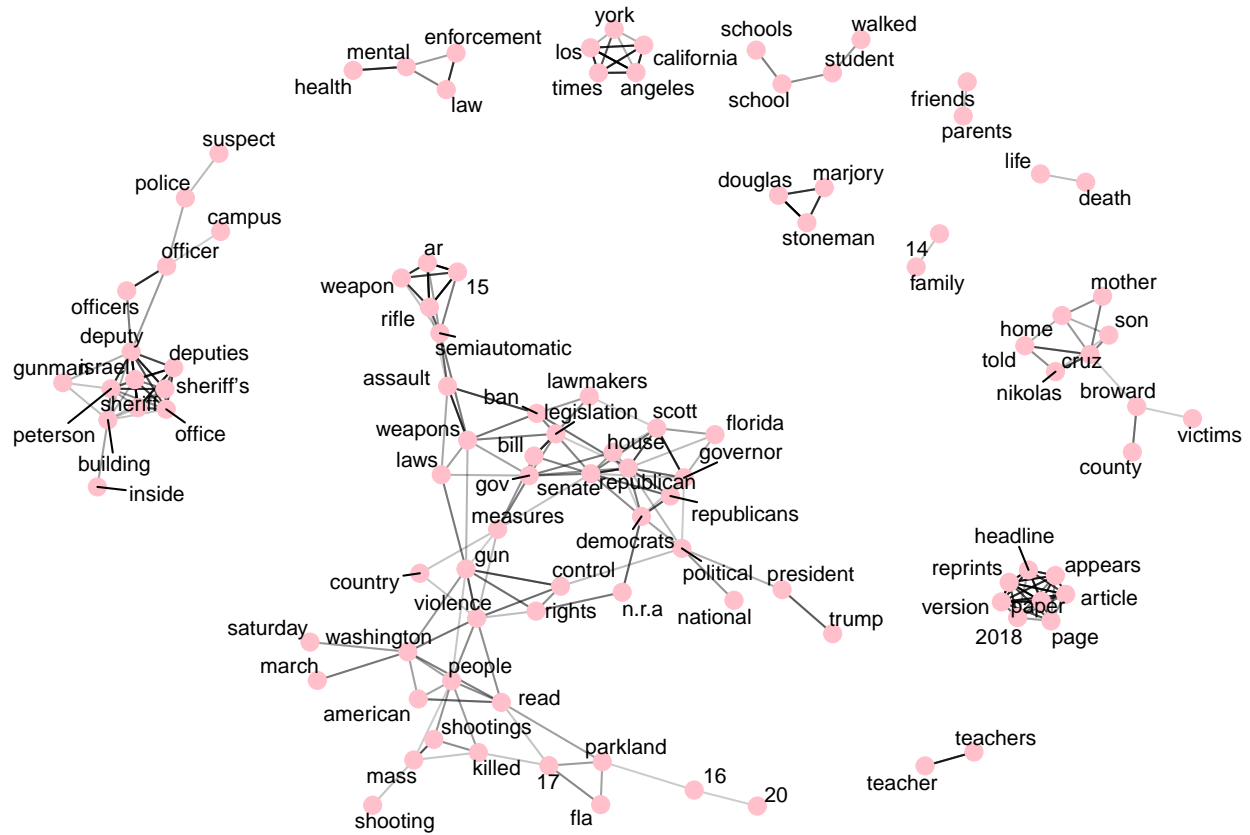 york
schools
walked
mental
enforcement
los
california
student
health
times
angeles
school
law
friends
parents
suspect
life
police
douglas
marjory
death
campus
stoneman
officer
14
ar
family
weapon
15
mother
officers
rifle
home
son
deputy
semiautomatic
told
cruz
gunman
israel
deputies
assault
lawmakers
nikolas
broward
sheriff's
ban
legislation
scott
sheriff
florida
peterson
office
weapons
bill
house
governor
victims
building
laws
county
gov
senate
republican
inside
republicans
measures
democrats
headline
gun
control
political
president
reprints
appears
country
version
paper
article
violence
rights
n.r.a
national
2018
page
saturday
washington
trump
march
people
american
read
shootings
parkland
teachers
mass
killed
17
16
teacher
20
shooting
fla